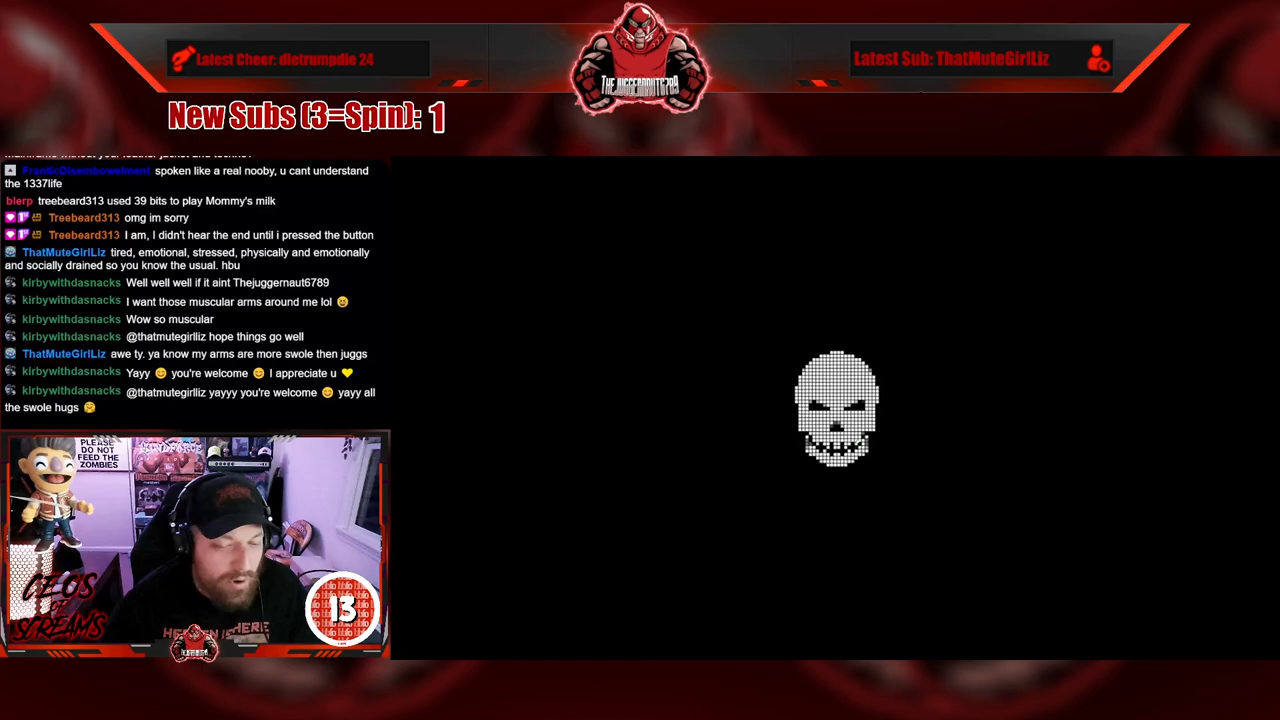 Latest Cheer: dietrumpdie 24
THEJUGGERNAUT6789
Latest Sub: ThatMuteGirlLiz
New Subs (3=Spin): 1
FranticDisembowelment spoken like a real nooby, u cant understand
the 1337life
blerp treebeard313 used 39 bits to play Mommy's milk
Treebeard313 omg im sorry
Treebeard313 I am, I didn't hear the end until i pressed the button
ThatMuteGirlLiz tired, emotional, stressed, physically and emotionally
and socially drained so you know the usual. hbu
kirbywithdasnacks Well well well if it aint Thejuggernaut6789
kirbywithdasnacks I want those muscular arms around me lol
kirbywithdasnacks Wow so muscular
kirbywithdasnacks @thatmutegirlliz hope things go well
ThatMuteGirlLiz awe ty. ya know my arms are more swole then juggs
kirbywithdasnacks Yayy 😊 you're welcome 😊 I appreciate u 💛
kirbywithdasnacks @thatmutegirlliz yayyy you're welcome 😊 yayy all
the swole hugs 🤗
PLEASE
DO NOT
FEED THE
ZOMBIES
CEO'S
OF
SCREAMS
13